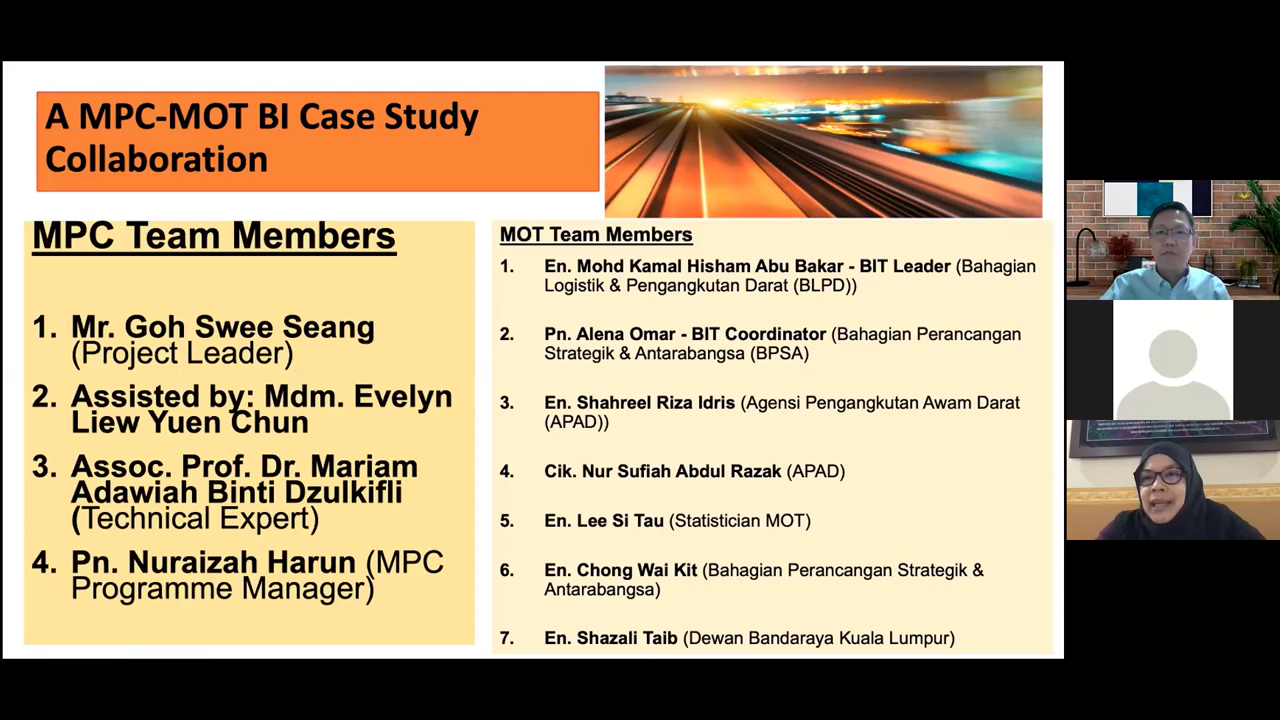 A MPC-MOT BI Case Study
Collaboration
MPC Team Members
1. Mr. Goh Swee Seang
(Project Leader)
2. Assisted by: Mdm. Evelyn
Liew Yuen Chun
3. Assoc. Prof. Dr. Mariam
Adawiah Binti Dzulkifli
(Technical Expert)
4. Pn. Nuraizah Harun (MPC
Programme Manager)
MOT Team Members
1. En. Mohd Kamal Hisham Abu Bakar - BIT Leader (Bahagian
Logistik & Pengangkutan Darat (BLPD))
2. Pn. Alena Omar - BIT Coordinator (Bahagian Perancangan
Strategik & Antarabangsa (BPSA)
3. En. Shahreel Riza Idris (Agensi Pengangkutan Awam Darat
(APAD))
4. Cik. Nur Sufiah Abdul Razak (APAD)
5. En. Lee Si Tau (Statistician MOT)
6. En. Chong Wai Kit (Bahagian Perancangan Strategik &
Antarabangsa)
7. En. Shazali Taib (Dewan Bandaraya Kuala Lumpur)